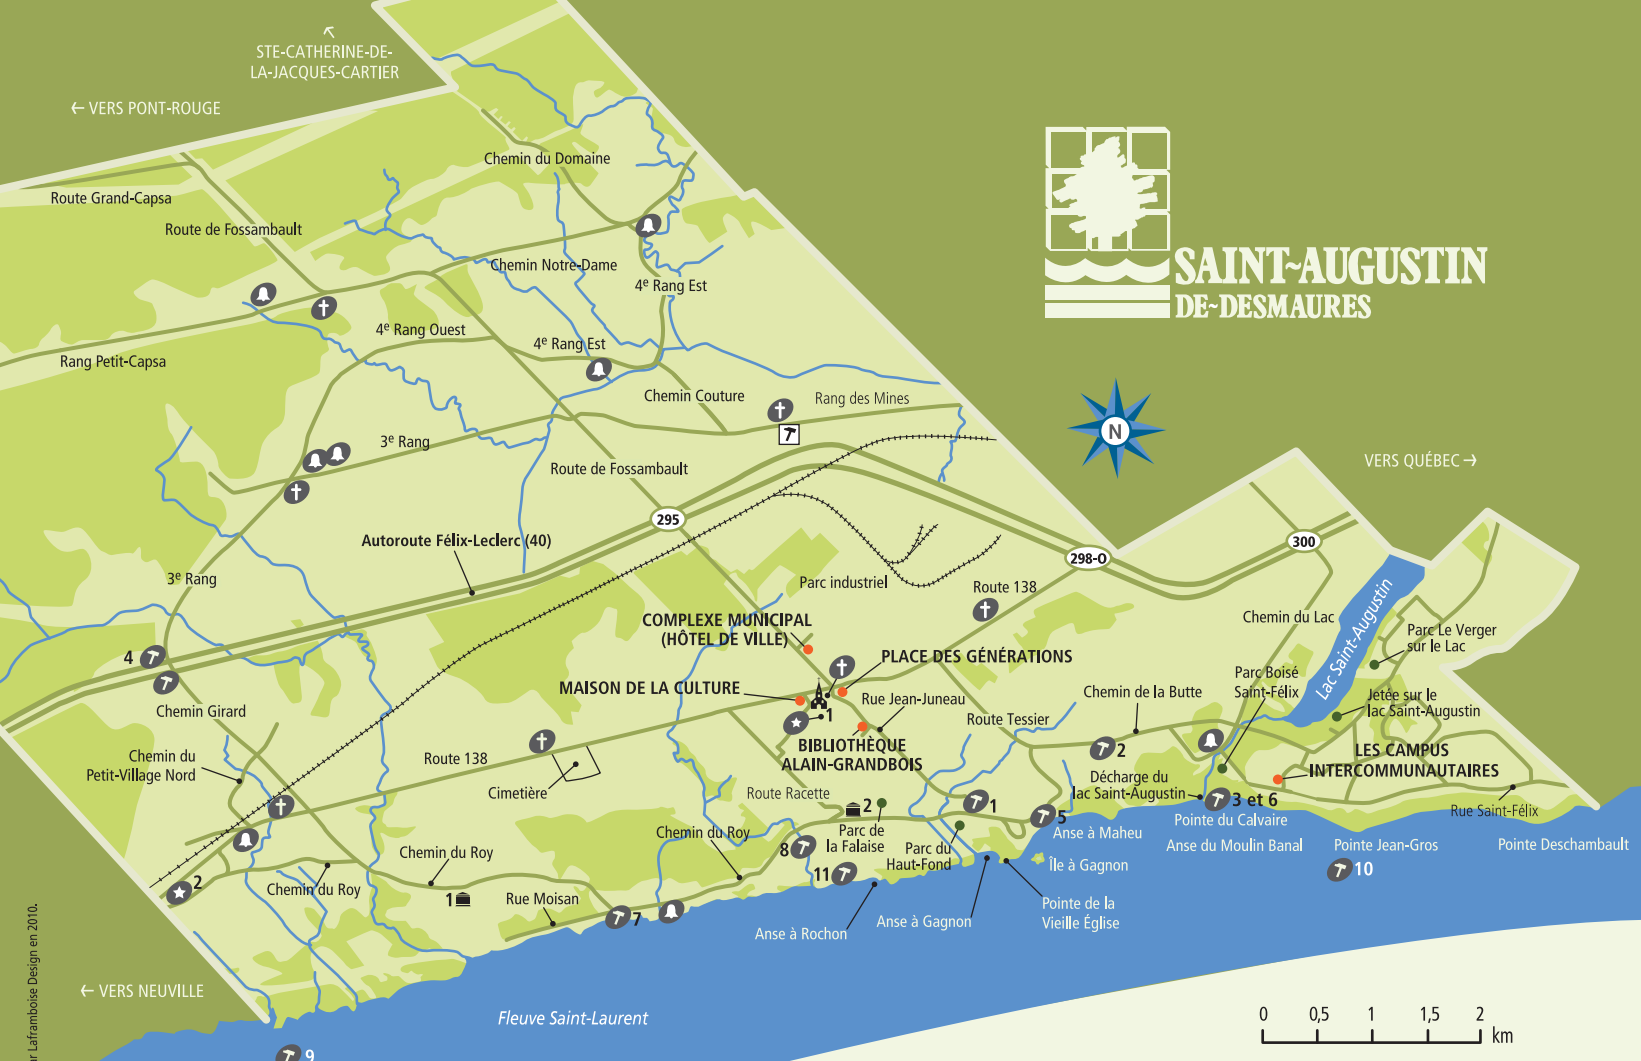 STE-CATHERINE-DE-
LA-JACQUES-CARTIER
← VERS PONT-ROUGE
Chemin du Domaine
Route Grand-Capsa
Route de Fossambault
Chemin Notre-Dame
4e Rang Est
SAINT-AUGUSTIN
DE-DESMAURES
4e Rang Ouest
4e Rang Est
Rang Petit-Capsa
Chemin Couture
Rang des Mines
N
3e Rang
Route de Fossambault
VERS QUÉBEC →
295
Autoroute Félix-Leclerc (40)
300
298-O
3e Rang
Parc industriel
Route 138
COMPLEXE MUNICIPAL
(HÔTEL DE VILLE)
Chemin du Lac
Lac Saint-Augustin
Parc Le Verger
sur le Lac
4
PLACE DES GÉNÉRATIONS
MAISON DE LA CULTURE
Parc Boisé
Saint-Félix
Chemin Girard
Rue Jean-Juneau
Chemin de la Butte
Jetée sur le
lac Saint-Augustin
1
Route Tessier
BIBLIOTHÈQUE
ALAIN-GRANDBOIS
2
LES CAMPUS
INTERCOMMUNAUTAIRES
Chemin du
Petit-Village Nord
Route 138
Cimetière
Route Racette
Décharge du
lac Saint-Augustin
2
1
3 et 6
Rue Saint-Félix
5
Pointe du Calvaire
Chemin du Roy
Parc de
la Falaise
Anse à Maheu
Anse du Moulin Banal
Pointe Jean-Gros
Pointe Deschambault
8
Parc du
Haut-Fond
Chemin du Roy
Île à Gagnon
11
10
2
Chemin du Roy
1
Rue Moisan
7
Pointe de la
Vieille Église
Anse à Gagnon
Anse à Rochon
← VERS NEUVILLE
Fleuve Saint-Laurent
0 0,5 1 1,5 2
km
9
Laframboise Design en 2010.